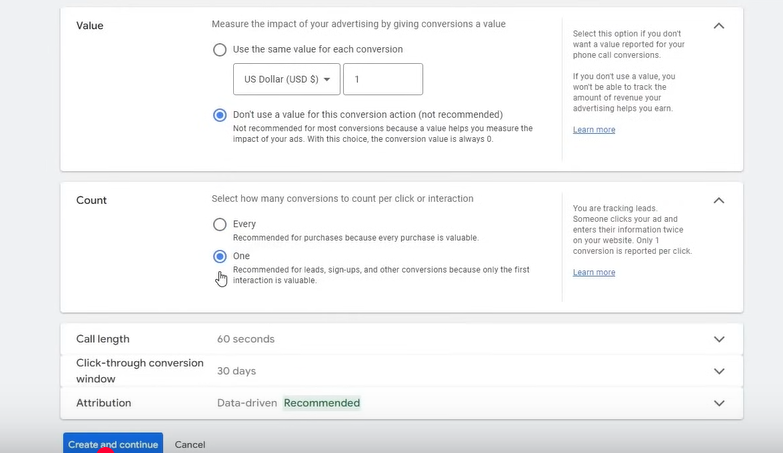 Value
Measure the impact of your advertising by giving conversions a value
Use the same value for each conversion
US Dollar (USD $)
1
Don't use a value for this conversion action (not recommended)
Not recommended for most conversions because a value helps you measure the
impact of your ads. With this choice, the conversion value is always 0.
Select this option if you don't
want a value reported for your
phone call conversions.
If you don't use a value, you
won't be able to track the
amount of revenue your
advertising helps you earn.
Learn more
Count
Select how many conversions to count per click or interaction
Every
Recommended for purchases because every purchase is valuable.
One
Recommended for leads, sign-ups, and other conversions because only the first
interaction is valuable.
You are tracking leads.
Someone clicks your ad and
enters their information twice
on your website. Only 1
conversion is reported per click.
Learn more
Call length
60 seconds
Click-through conversion
window
30 days
Attribution
Data-driven Recommended
Create and continue
Cancel